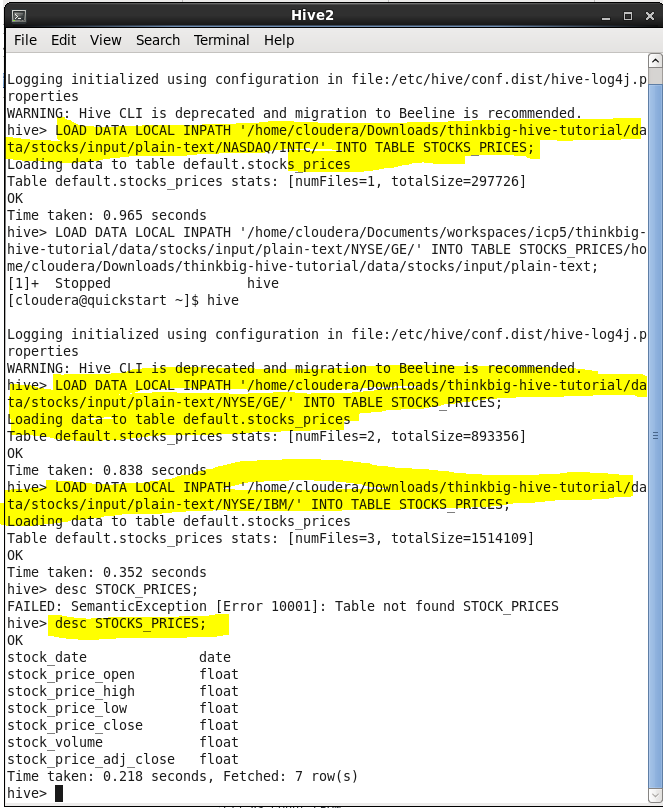 Hive2
File Edit View Search Terminal Help
Logging initialized using configuration in file:/etc/hive/conf.dist/hive-log4j.p
roperties
WARNING: Hive CLI is deprecated and migration to Beeline is recommended.
hive> LOAD DATA LOCAL INPATH '/home/cloudera/Downloads/thinkbig-hive-tutorial/da
ta/stocks/input/plain-text/NASDAQ/INTC/' INTO TABLE STOCKS_PRICES;
Loading data to table default.stocks_prices
Table default.stocks_prices stats: [numFiles=1, totalSize=297726]
OK
Time taken: 0.965 seconds
hive> LOAD DATA LOCAL INPATH '/home/cloudera/Documents/workspaces/icp5/thinkbig-
hive-tutorial/data/stocks/input/plain-text/NYSE/GE/' INTO TABLE STOCKS_PRICES/ho
me/cloudera/Downloads/thinkbig-hive-tutorial/data/stocks/input/plain-text;
[1]+  Stopped                 hive
[cloudera@quickstart ~]$ hive
Logging initialized using configuration in file:/etc/hive/conf.dist/hive-log4j.p
roperties
WARNING: Hive CLI is deprecated and migration to Beeline is recommended.
hive> LOAD DATA LOCAL INPATH '/home/cloudera/Downloads/thinkbig-hive-tutorial/da
ta/stocks/input/plain-text/NYSE/GE/' INTO TABLE STOCKS_PRICES;
Loading data to table default.stocks_prices
Table default.stocks_prices stats: [numFiles=2, totalSize=893356]
OK
Time taken: 0.838 seconds
hive> LOAD DATA LOCAL INPATH '/home/cloudera/Downloads/thinkbig-hive-tutorial/da
ta/stocks/input/plain-text/NYSE/IBM/' INTO TABLE STOCKS_PRICES;
Loading data to table default.stocks_prices
Table default.stocks_prices stats: [numFiles=3, totalSize=1514109]
OK
Time taken: 0.352 seconds
hive> desc STOCK_PRICES;
FAILED: SemanticException [Error 10001]: Table not found STOCK_PRICES
hive> desc STOCKS_PRICES;
OK
stock_date              date
stock_price_open        float
stock_price_high        float
stock_price_low         float
stock_price_close       float
stock_volume            float
stock_price_adj_close   float
Time taken: 0.218 seconds, Fetched: 7 row(s)
hive>